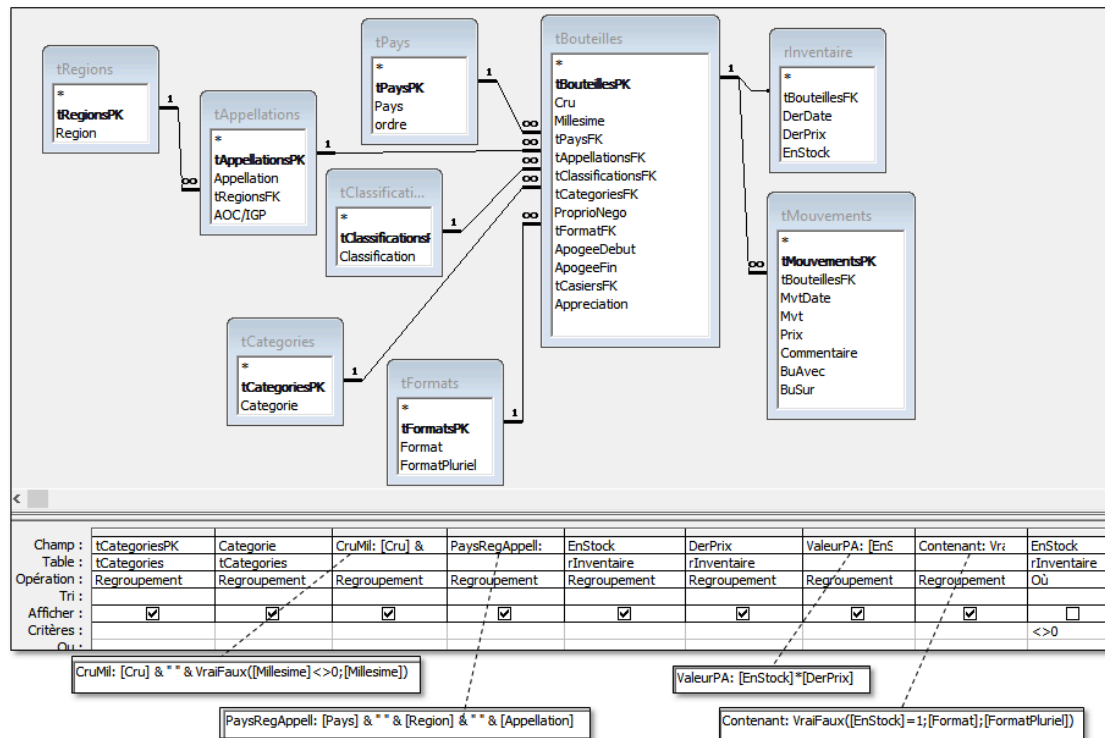 tRegions
*
tRegionsPK
Region
1
∞
tAppellations
*
tAppellationsPK
Appellation
tRegionsFK
AOC/IGP
1
tPays
*
tPaysPK
Pays
ordre
1
tClassificati...
*
tClassificationsF
Classification
1
tCategories
*
tCategoriesPK
Categorie
1
tFormats
*
tFormatsPK
Format
FormatPluriel
1
∞
∞
∞
∞
∞
tBouteilles
*
tBouteillesPK
Cru
Millesime
tPaysFK
tAppellationsFK
tClassificationsFK
tCategoriesFK
ProprioNego
tFormatFK
ApogeeDebut
ApogeeFin
tCasiersFK
Appreciation
1
rInventaire
*
tBouteillesFK
DerDate
DerPrix
EnStock
∞
tMouvements
*
tMouvementsPK
tBouteillesFK
MvtDate
Mvt
Prix
Commentaire
BuAvec
BuSur
<
Champ : tCategoriesPK Categorie CruMil: [Cru] & PaysRegAppell: EnStock DerPrix ValeurPA: [EnS Contenant: Vra EnStock
Table : tCategories tCategories rInventaire rInventaire rInventaire
Opération : Regroupement Regroupement Regroupement Regroupement Regroupement Regroupement Regroupement Regroupement Où
Tri :
Afficher :
Critères : <>0
Ou :
CruMil: [Cru] & " " & VraiFaux([Millesime]<>0;[Millesime])
ValeurPA: [EnStock]*[DerPrix]
PaysRegAppell: [Pays] & " " & [Region] & " " & [Appellation]
Contenant: VraiFaux([EnStock]=1;[Format];[FormatPluriel])